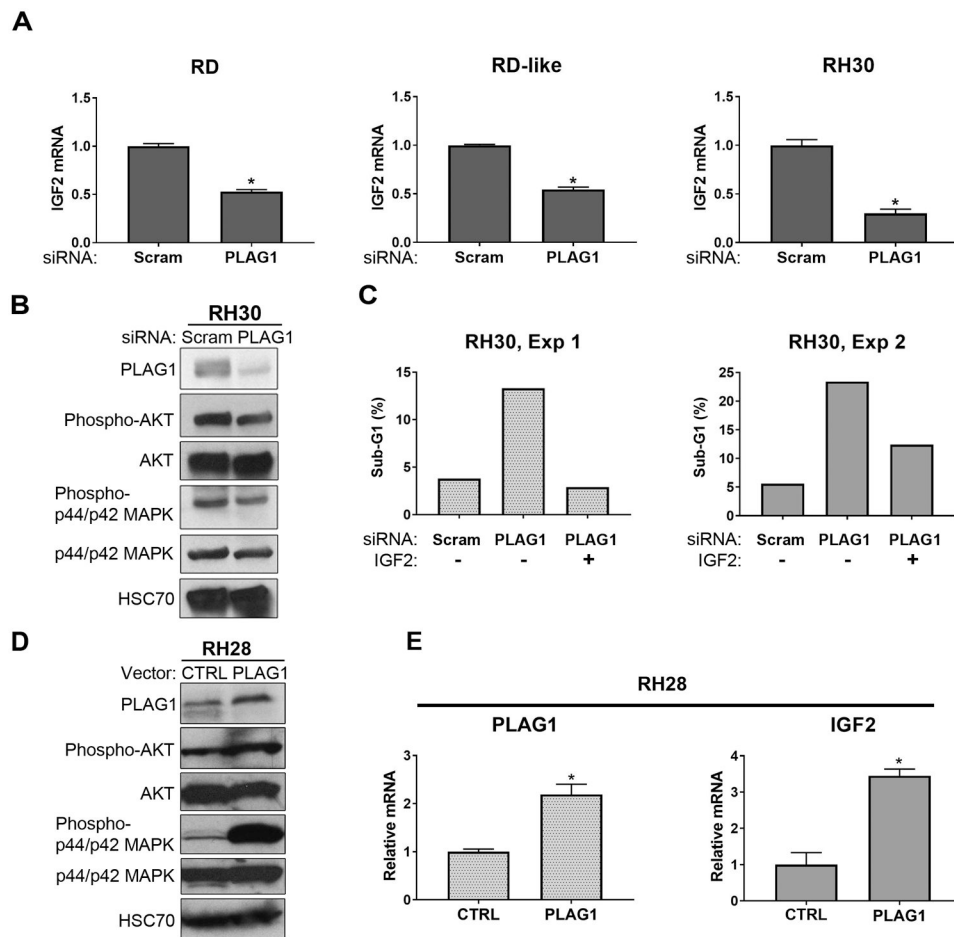 A
RD
IGF2 mRNA
1.5
1.0
0.5
0.0
*
siRNA: Scram PLAG1
RD-like
IGF2 mRNA
1.5
1.0
0.5
0.0
*
Scram PLAG1
RH30
IGF2 mRNA
1.5
1.0
0.5
0.0
*
siRNA: Scram PLAG1
B
RH30
siRNA: Scram PLAG1
PLAG1
Phospho-AKT
AKT
Phospho-
p44/p42 MAPK
p44/p42 MAPK
HSC70
C
RH30, Exp 1
Sub-G1 (%)
15
10
5
0
siRNA: Scram PLAG1 PLAG1
IGF2: - - +
RH30, Exp 2
Sub-G1 (%)
25
20
15
10
5
0
siRNA: Scram PLAG1 PLAG1
IGF2: - - +
D
RH28
Vector: CTRL PLAG1
PLAG1
Phospho-AKT
AKT
Phospho-
p44/p42 MAPK
p44/p42 MAPK
HSC70
E
RH28
PLAG1
Relative mRNA
3
2
1
0
*
CTRL PLAG1
IGF2
Relative mRNA
4
3
2
1
0
*
CTRL PLAG1